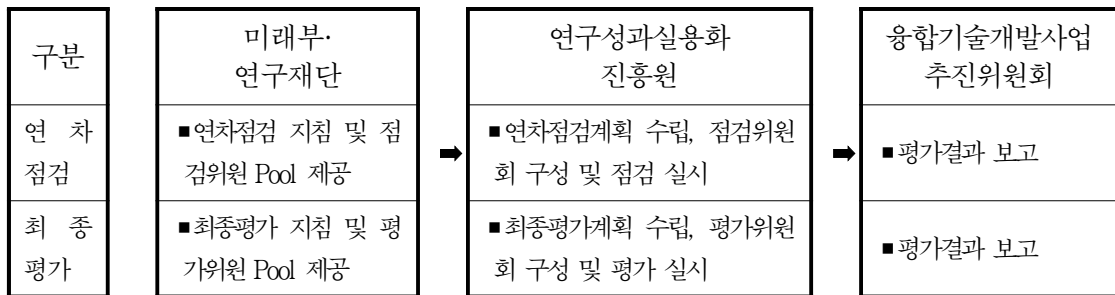 구분
미래부·
연구재단
연구성과실용화
진흥원
융합기술개발사업
추진위원회
연 차
점검
■연차점검 지침 및 점
검위원 Pool 제공
➡
■연차점검계획 수립, 점검위원
회 구성 및 점검 실시
➡
■평가결과 보고
최 종
평가
■최종평가 지침 및 평
가위원 Pool 제공
■최종평가계획 수립, 평가위원
회 구성 및 평가 실시
■평가결과 보고